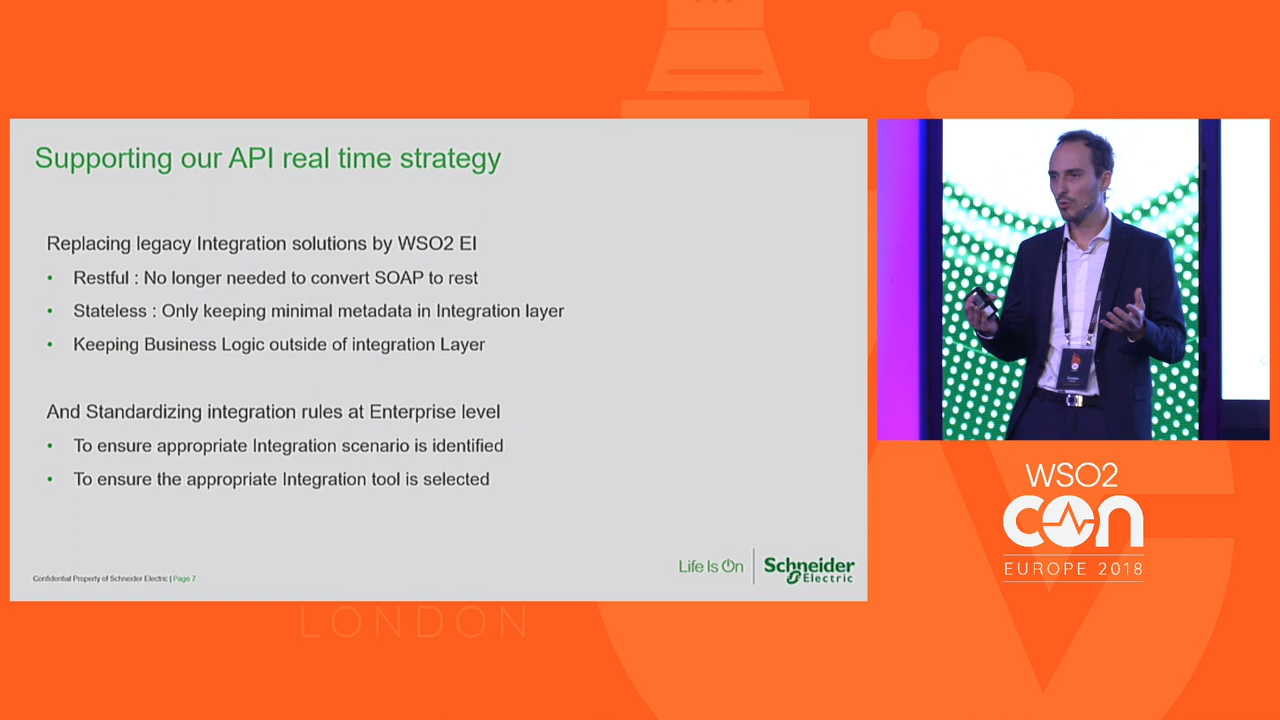 Supporting our API real time strategy
Replacing legacy Integration solutions by WSO2 EI
• Restful : No longer needed to convert SOAP to rest
• Stateless : Only keeping minimal metadata in Integration layer
• Keeping Business Logic outside of integration Layer
And Standardizing integration rules at Enterprise level
• To ensure appropriate Integration scenario is identified
• To ensure the appropriate Integration tool is selected
Confidential Property of Schneider Electric | Page 7
Life Is On
Schneider
Electric
WSO2
con
EUROPE 2018
LONDON